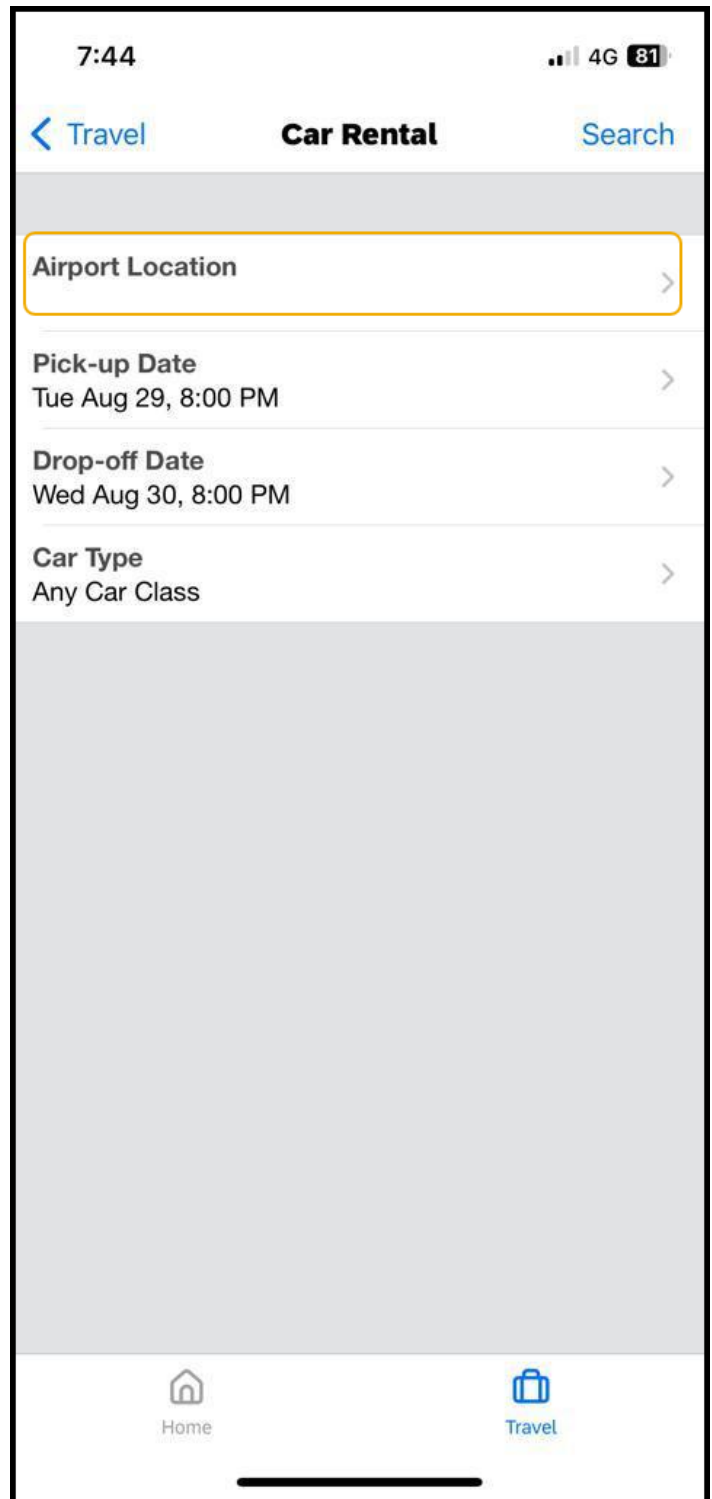 7:44 4G 81
Travel Car Rental Search
Airport Location
Pick-up Date
Tue Aug 29, 8:00 PM
Drop-off Date
Wed Aug 30, 8:00 PM
Car Type
Any Car Class
Home Travel